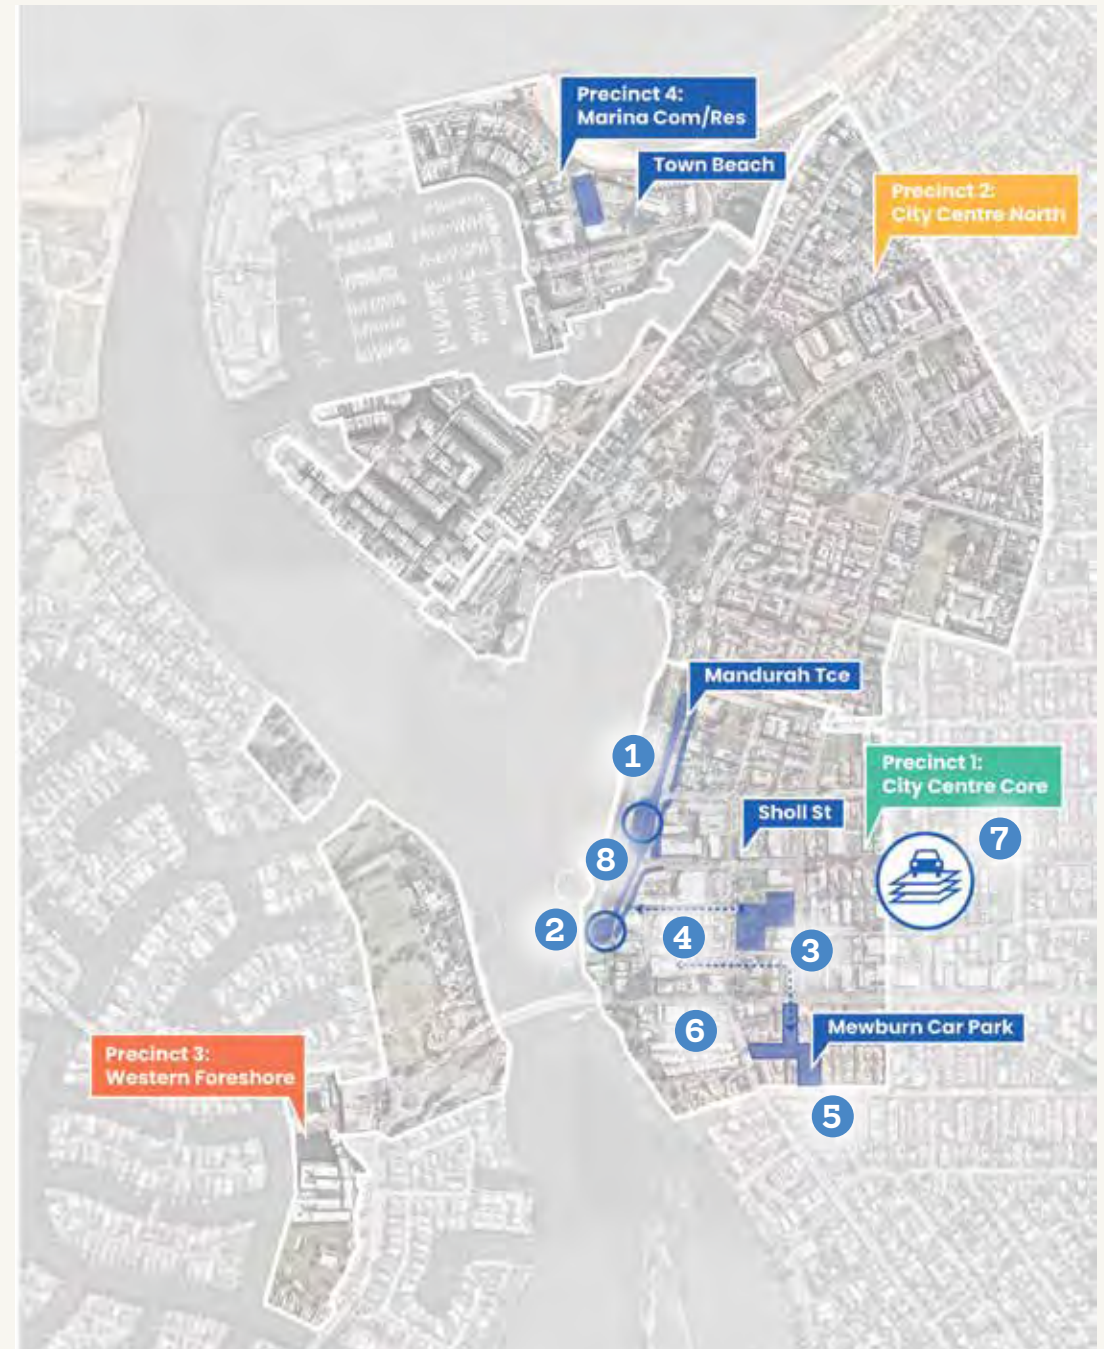 Precinct 4:
Marina Com/Res
Town Beach
Precinct 2:
City Centre North
Mandurah Tce
1
Precinct 1:
City Centre Core
Sholl St
7
8
2
4
3
6
Mewburn Car Park
Precinct 3:
Western Foreshore
5